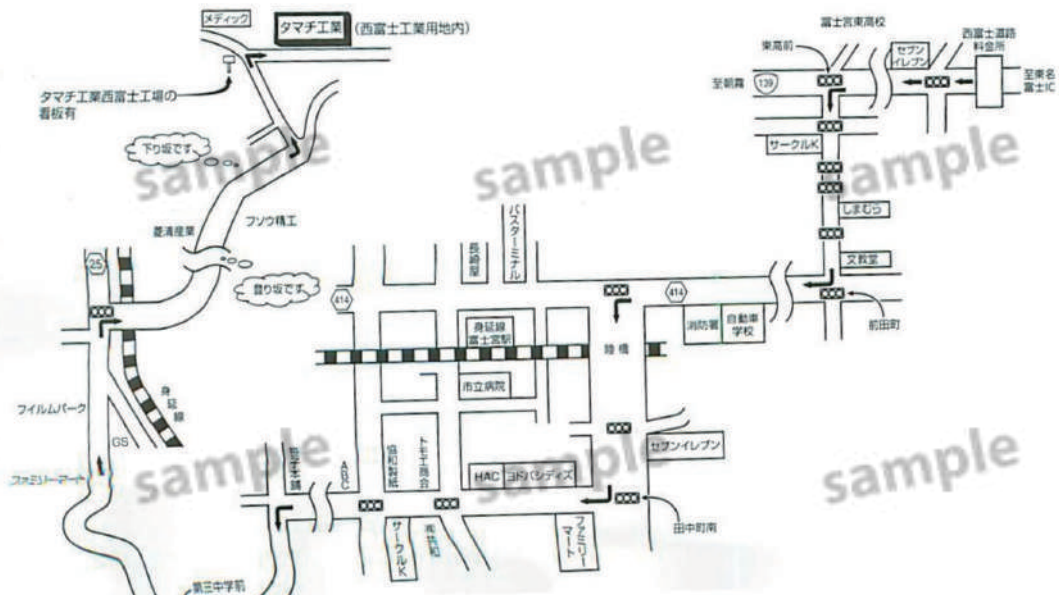 メディック
タマチ工業
(西富士工業用地内)
タマチ工業西富士工場の
看板有
下り坂です
菱清産業
フソウ精工
登り坂です
25
身延線
フイルムパーク
GS
ファミリーマート
第三中学前
414
長崎屋
バスターミナル
身延線
富士宮駅
市立病院
ABC
協和製紙
トモエ商会
HAC
ヨドバシデイズ
サークルK
ファミリー
マート
田中町南
セブンイレブン
陸橋
414
消防署
自動車
学校
前田町
文教堂
しまむら
サークルK
至朝霧
139
東高前
富士宮東高校
セブン
イレブン
西富士道路
料金所
至東名
富士IC
sample
sample
sample
sample
sample
sample